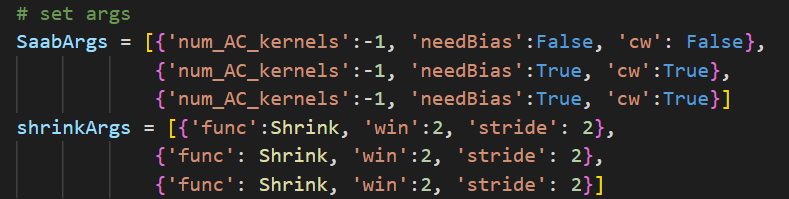 # set args
SaabArgs = [{'num_AC_kernels':-1, 'needBias':False, 'cw': False},
{'num_AC_kernels':-1, 'needBias':True, 'cw':True},
{'num_AC_kernels':-1, 'needBias':True, 'cw':True}]
shrinkArgs = [{'func':Shrink, 'win':2, 'stride': 2},
{'func': Shrink, 'win':2, 'stride': 2},
{'func': Shrink, 'win':2, 'stride': 2}]